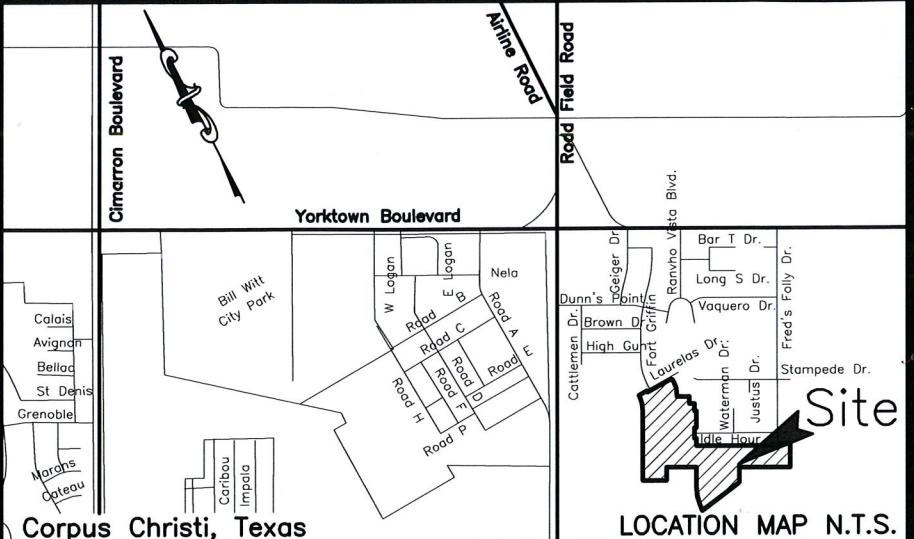 Cimarron Boulevard
Airline Road
Rodd Field Road
Yorktown Boulevard
Bill Witt
City Park
W Logan
E Logan
Nela
Road B
Road A
Road C
Road E
Road H
Road F
Road D
Road P
Calais
Avignon
Bellac
St Denis
Grenoble
Marans
Cateau
Caribou
Impala
Geiger Dr.
Ranvho Vista Blvd.
Bar T Dr.
Long S Dr.
Vaquero Dr.
Fred's Folly Dr.
Dunn's Point
Brown Dr.
High Gun
Cattlemen Dr.
Fort Griffin
Laurelas Dr.
Stampede Dr.
Waterman Dr.
Justus Dr.
Idle Hour
Site
Corpus Christi, Texas
LOCATION MAP N.T.S.